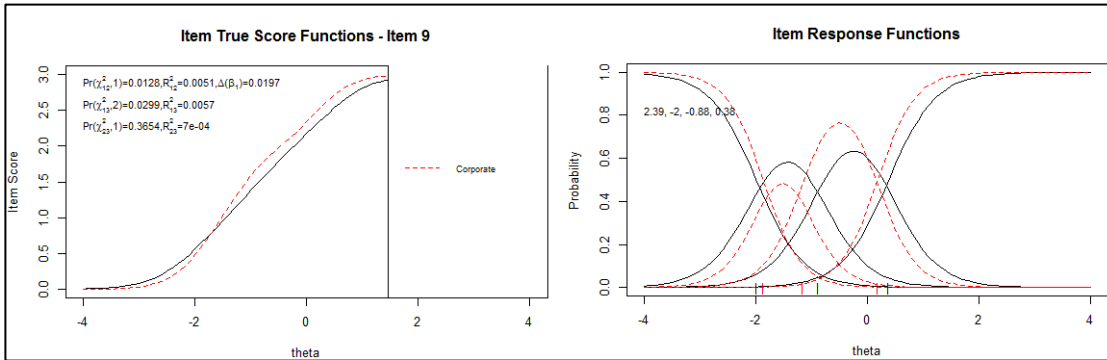 Item True Score Functions - Item 9
Pr(χ²₁₂,1)=0.0128,R²₁₂=0.0051,Δ(β₁)=0.0197
Pr(χ²₁₃,2)=0.0299,R²₁₃=0.0057
Pr(χ²₂₃,1)=0.3654,R²₂₃=7e-04
Item Score
3.0
2.5
2.0
1.5
1.0
0.5
0.0
-4 -2 0 2 4
theta
Corporate
Item Response Functions
2.39, -2, -0.88, 0.38
Probability
1.0
0.8
0.6
0.4
0.2
0.0
-4 -2 0 2 4
theta